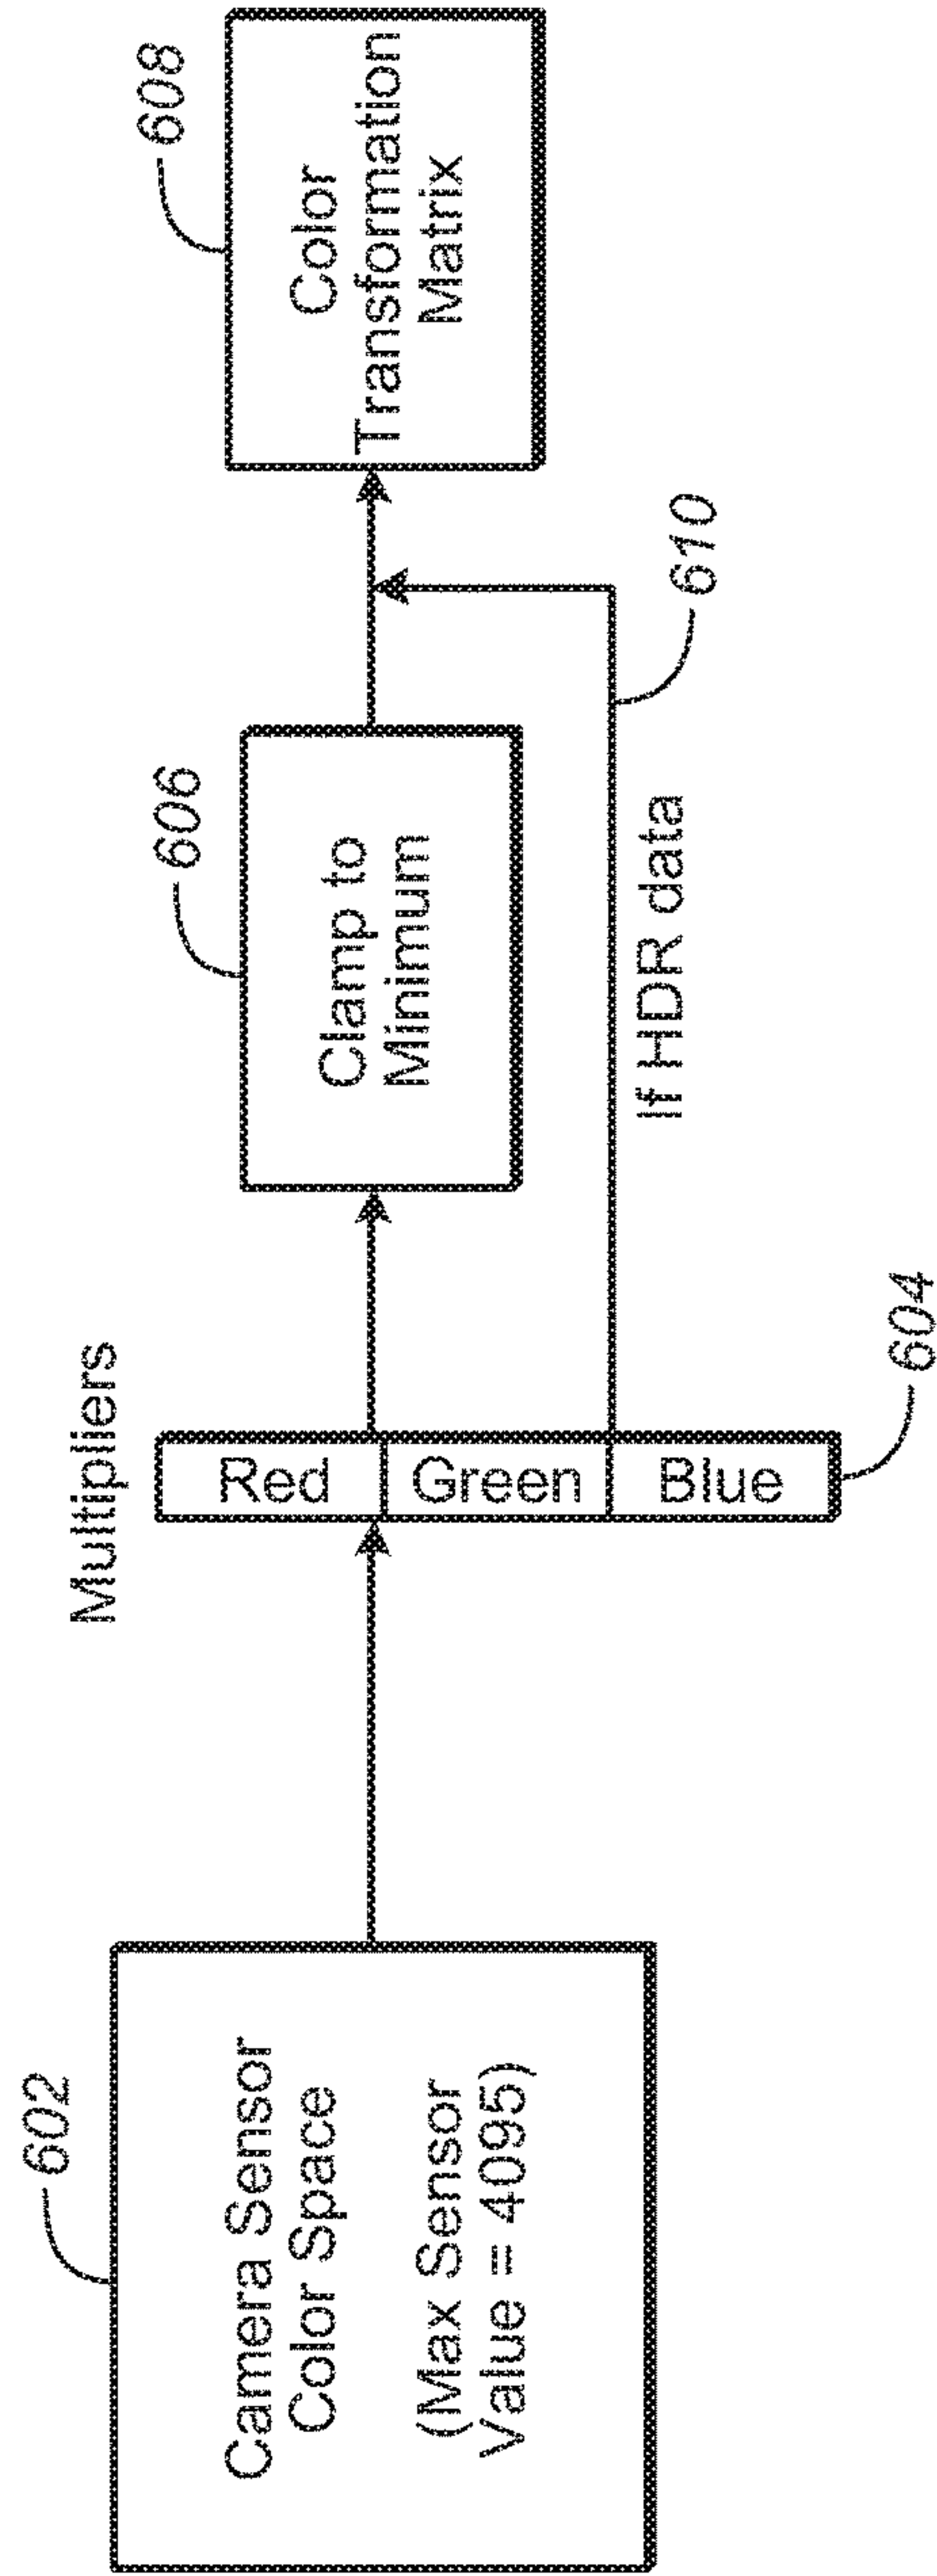 602
Camera Sensor
Color Space
(Max Sensor
Value = 4095)
Multipliers
Red
Green
Blue
604
606
Clamp to
Minimum
If HDR data
610
608
Color
Transformation
Matrix